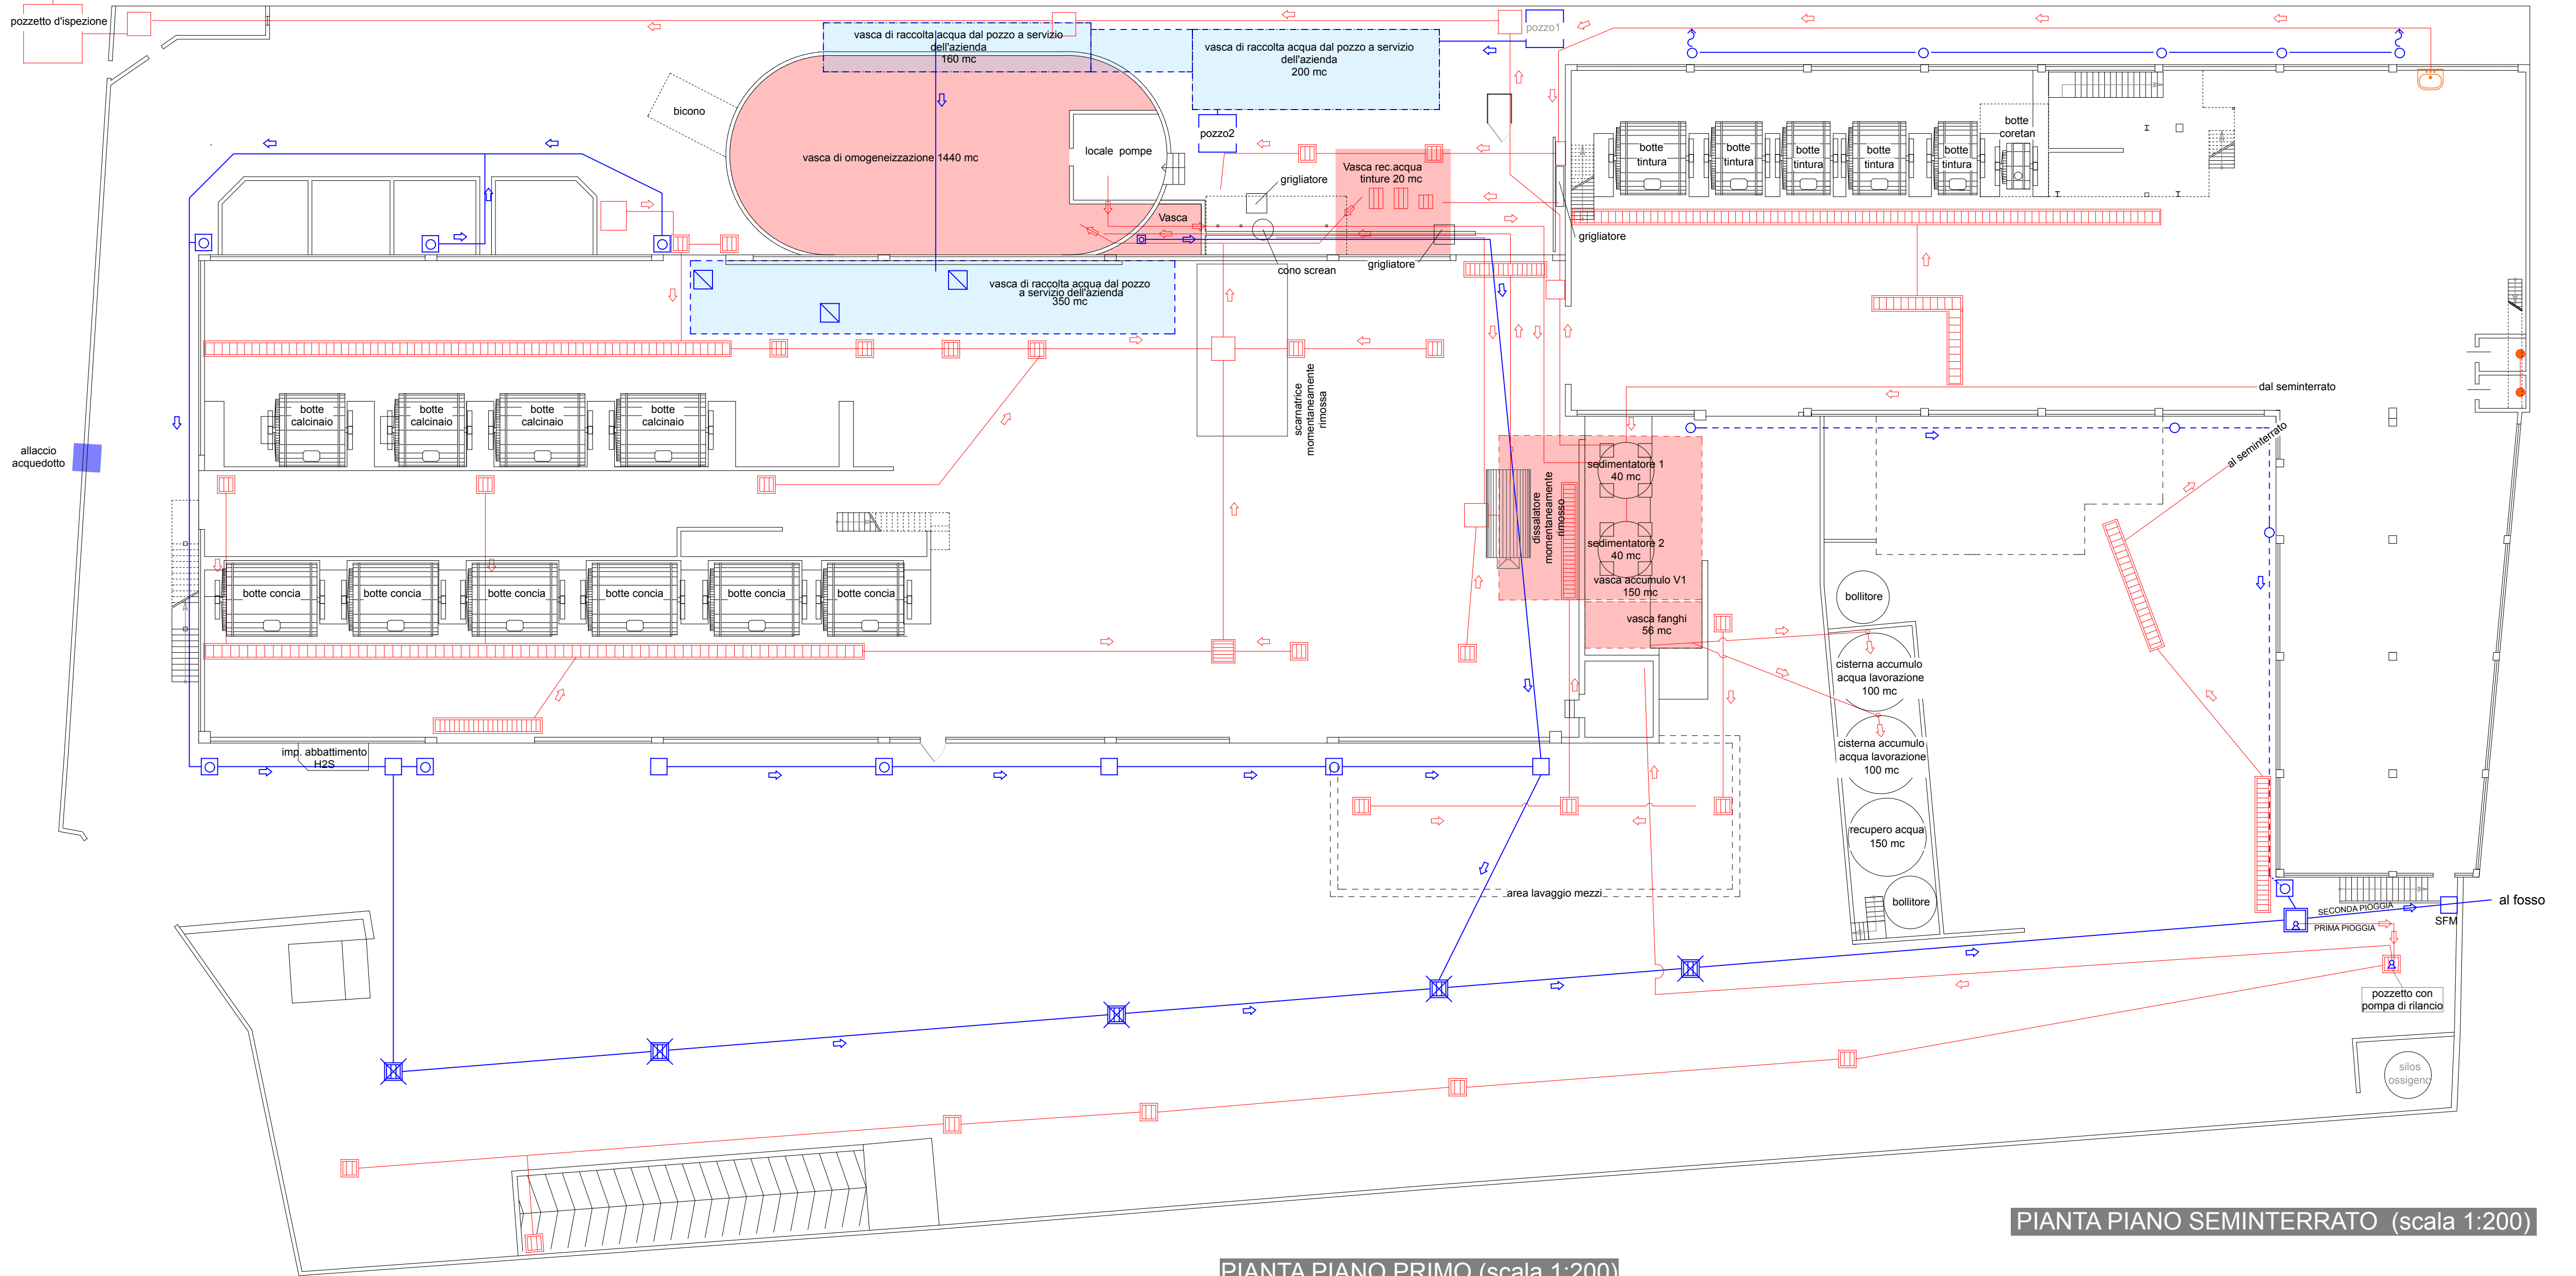 pozzetto d'ispezione
vasca di raccolta acqua dal pozzo a servizio
dell'azienda
160 mc
vasca di raccolta acqua dal pozzo a servizio
dell'azienda
200 mc
pozzo1
bicono
pozzo2
locale pompe
vasca di omogeneizzazione 1440 mc
Vasca
grigliatore
Vasca rec.acqua
tinture 20 mc
cono screan
grigliatore
grigliatore
botte
tintura
botte
tintura
botte
tintura
botte
tintura
botte
tintura
botte
coretan
vasca di raccolta acqua dal pozzo
a servizio dell'azienda
350 mc
scarnatrice
momentaneamente
rimossa
dal seminterrato
al seminterrato
allaccio
acquedotto
botte
calcinaio
botte
calcinaio
botte
calcinaio
botte
calcinaio
dissalatore
momentaneamente
rimosso
sedimentatore 1
40 mc
sedimentatore 2
40 mc
vasca accumulo V1
150 mc
vasca fanghi
56 mc
botte concia
botte concia
botte concia
botte concia
botte concia
botte concia
bollitore
cisterna accumulo
acqua lavorazione
100 mc
cisterna accumulo
acqua lavorazione
100 mc
recupero acqua
150 mc
bollitore
imp. abbattimento
H2S
area lavaggio mezzi
SECONDA PIOGGIA
PRIMA PIOGGIA
SFM
al fosso
pozzetto con
pompa di rilancio
silos
ossigeno
PIANTA PIANO SEMINTERRATO (scala 1:200)
PIANTA PIANO PRIMO (scala 1:200)